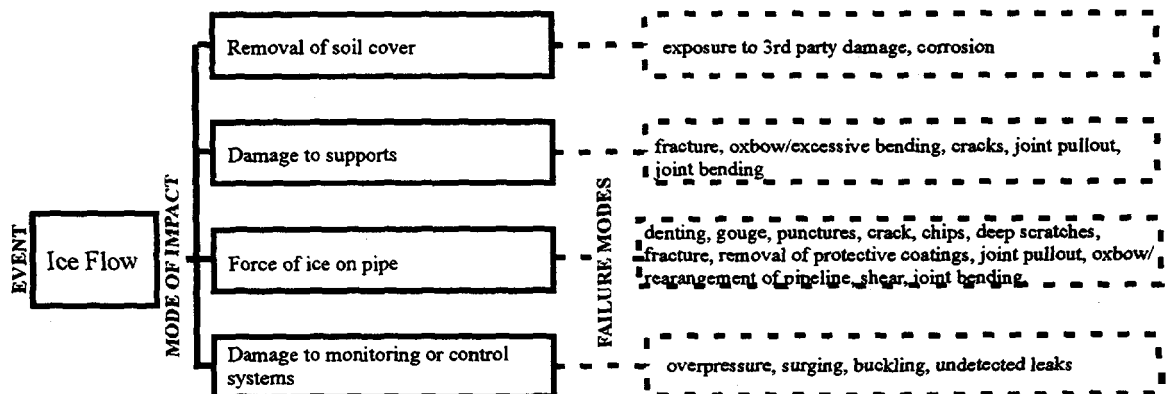 EVENT
Ice Flow
MODE OF IMPACT
Removal of soil cover
Damage to supports
Force of ice on pipe
Damage to monitoring or control
systems
FAILURE MODES
exposure to 3rd party damage, corrosion
fracture, oxbow/excessive bending, cracks, joint pullout,
joint bending
denting, gouge, punctures, crack, chips, deep scratches,
fracture, removal of protective coatings, joint pullout, oxbow/
rearangement of pipeline, shear, joint bending,
overpressure, surging, buckling, undetected leaks